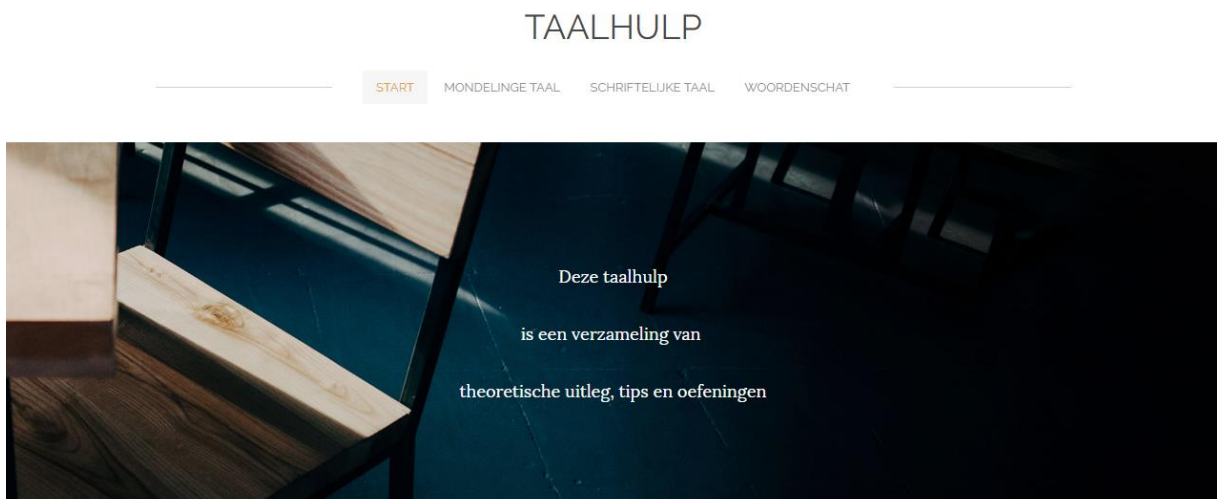 TAALHULP
START MONDELINGE TAAL SCHRIFTELIJKE TAAL WOORDENSCHAT
Deze taalhulp
is een verzameling van
theoretische uitleg, tips en oefeningen